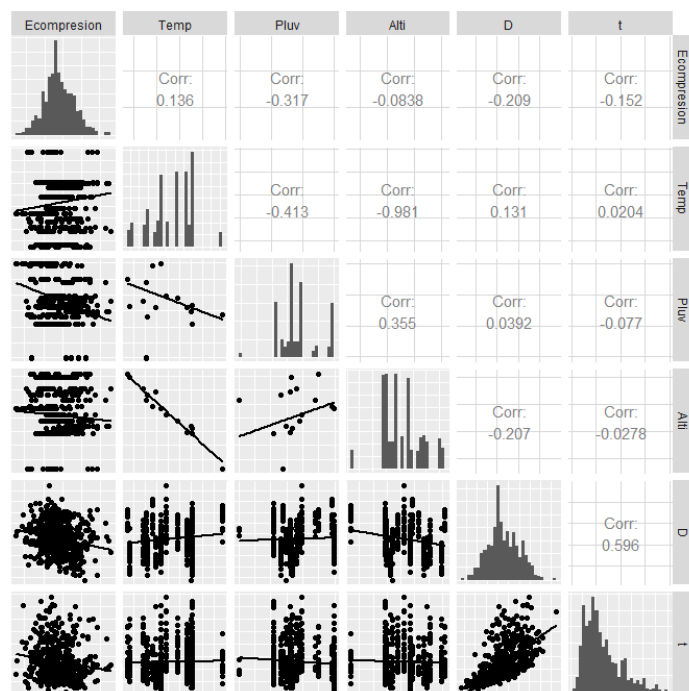 Ecompresion Temp Pluv Alti D t
Corr: Corr: Corr: Corr: Corr:
0.136 -0.317 -0.0838 -0.209 -0.152
Ecompresion
Corr: Corr: Corr: Corr:
-0.413 -0.981 0.131 0.0204
Temp
Corr: Corr: Corr:
0.355 0.0392 -0.077
Pluv
Corr: Corr:
-0.207 -0.0278
Alti
Corr:
0.596
D
t